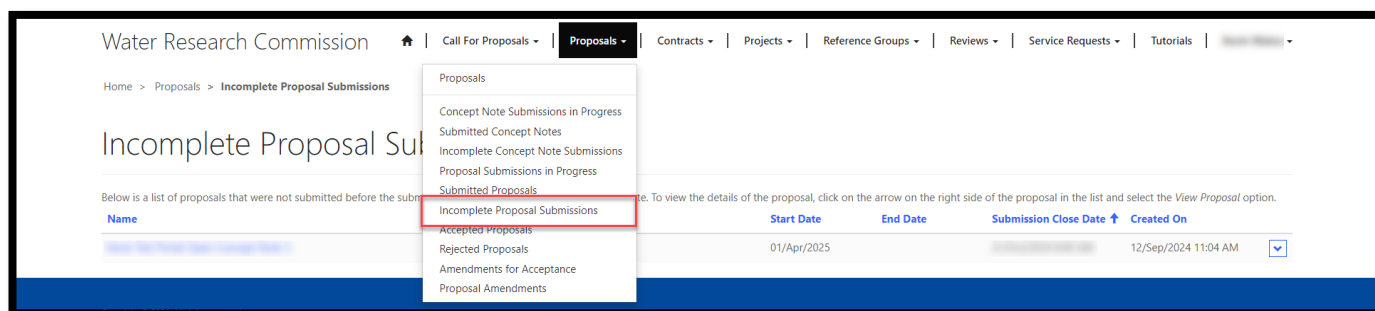 Water Research Commission | Call For Proposals | Proposals | Contracts | Projects | Reference Groups | Reviews | Service Requests | Tutorials |
Home > Proposals > Incomplete Proposal Submissions
Proposals
Concept Note Submissions in Progress
Submitted Concept Notes
Incomplete Concept Note Submissions
Proposal Submissions in Progress
Submitted Proposals
Incomplete Proposal Submissions
Accepted Proposals
Rejected Proposals
Amendments for Acceptance
Proposal Amendments
Incomplete Proposal Su
Below is a list of proposals that were not submitted before the subm te. To view the details of the proposal, click on the arrow on the right side of the proposal in the list and select the View Proposal option.
Name Start Date End Date Submission Close Date Created On
01/Apr/2025 12/Sep/2024 11:04 AM